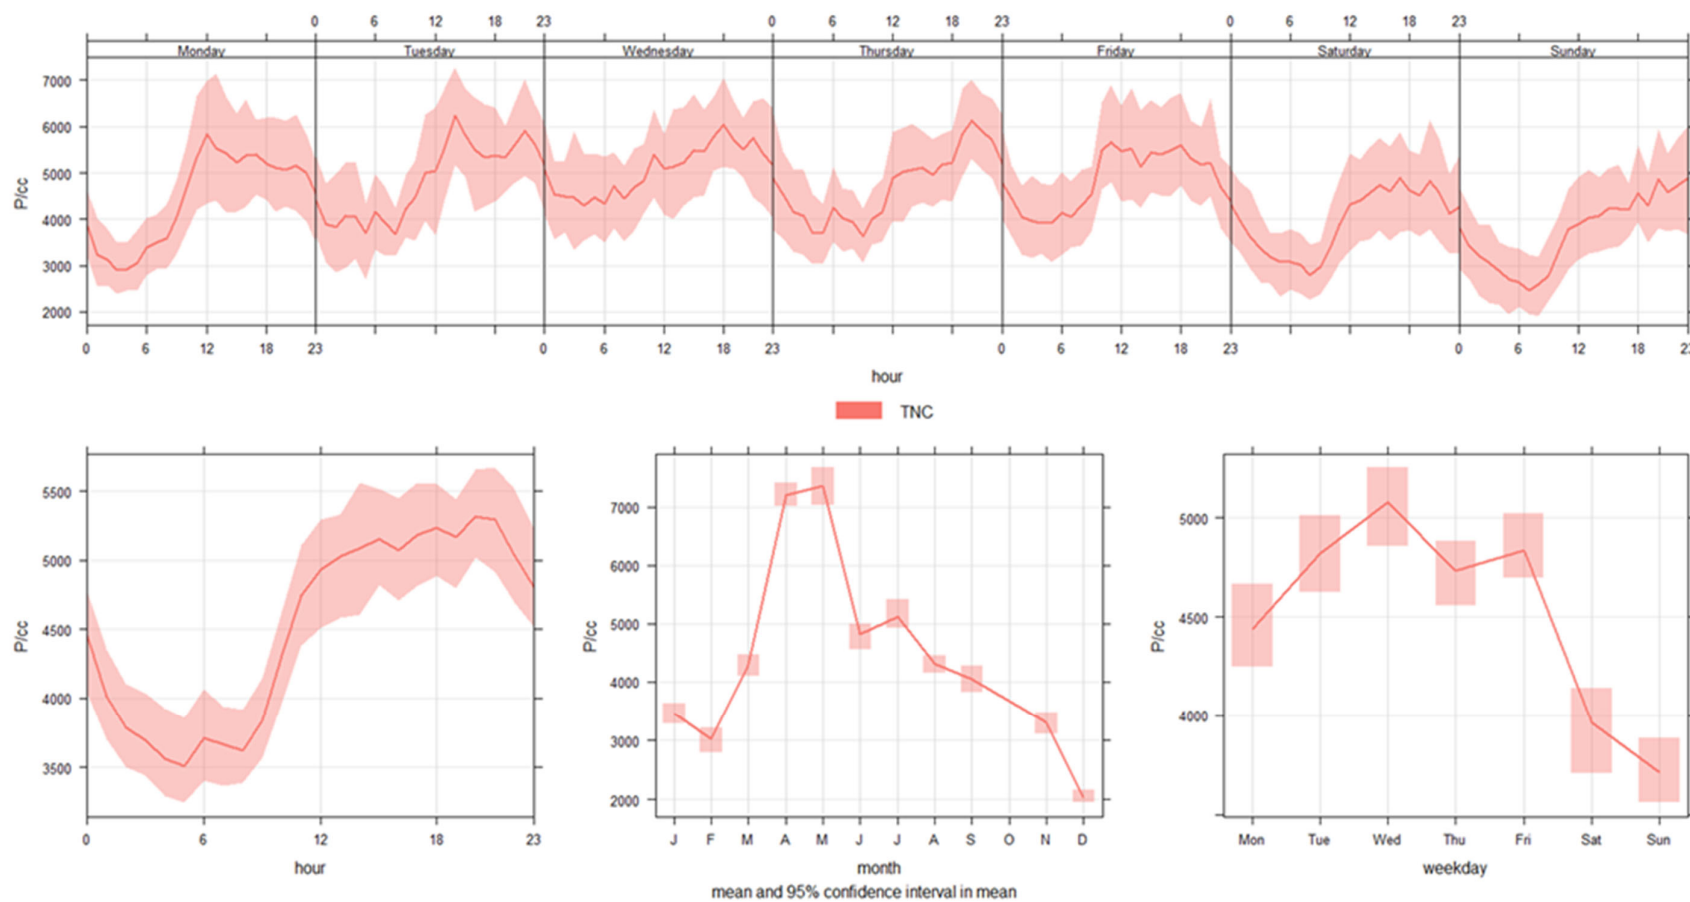 0 6 12 18 23 0 6 12 18 23 0 6 12 18 23
Monday Tuesday Wednesday Thursday Friday Saturday Sunday
7000
6000
5000
4000
3000
2000
P/cc
0 6 12 18 23 0 6 12 18 23 0 6 12 18 23 0 6 12 18
hour
TNC
5500
5000
4500
4000
3500
P/cc
0 6 12 18 23
hour
7000
6000
5000
4000
3000
2000
P/cc
J F M A M J J A S O N D
month
mean and 95% confidence interval in mean
5000
4500
4000
P/cc
Mon Tue Wed Thu Fri Sat Sun
weekday